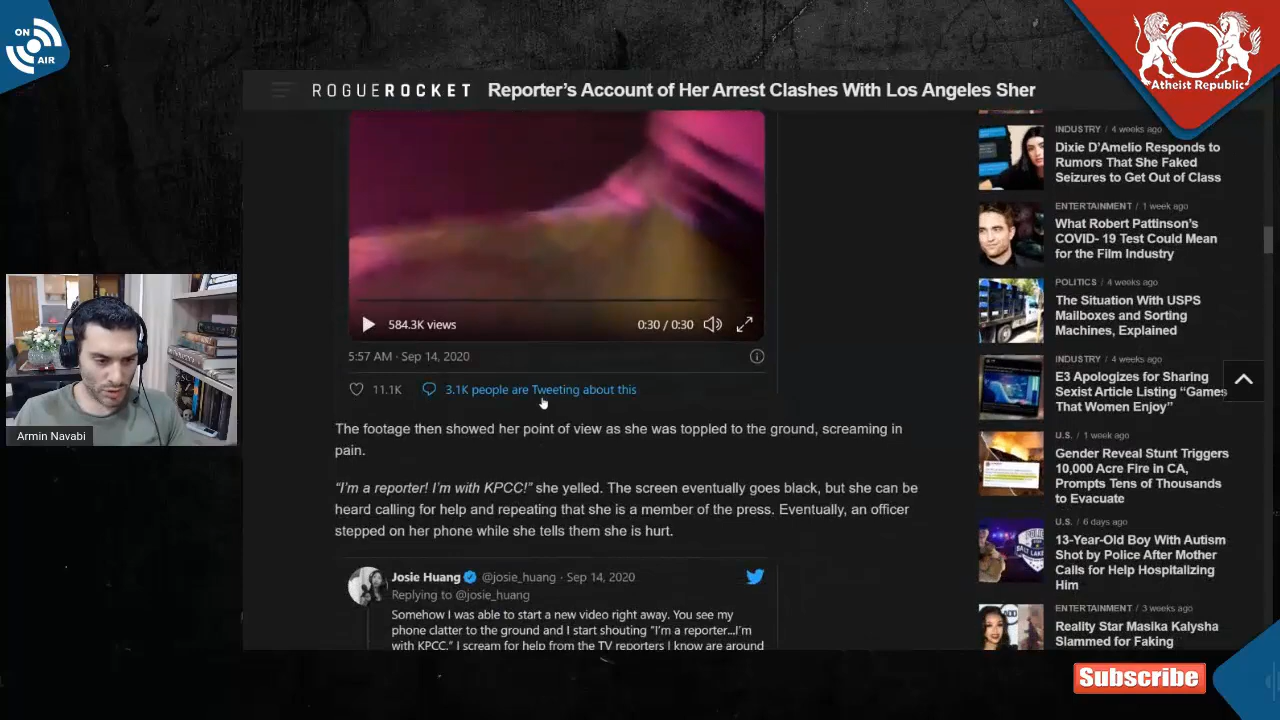 ON
AIR
Atheist Republic
ROGUEROCKET
Reporter's Account of Her Arrest Clashes With Los Angeles Sher
584.3K views
0:30 / 0:30
5:57 AM · Sep 14, 2020
11.1K
3.1K people are Tweeting about this
The footage then showed her point of view as she was toppled to the ground, screaming in
pain.
"I'm a reporter! I'm with KPCC!" she yelled. The screen eventually goes black, but she can be
heard calling for help and repeating that she is a member of the press. Eventually, an officer
stepped on her phone while she tells them she is hurt.
Josie Huang @josie_huang · Sep 14, 2020
Replying to @josie_huang
Somehow I was able to start a new video right away. You see my
phone clatter to the ground and I start shouting "I'm a reporter...I'm
with KPCC." I scream for help from the TV reporters I know are around
INDUSTRY / 4 weeks ago
Dixie D'Amelio Responds to
Rumors That She Faked
Seizures to Get Out of Class
ENTERTAINMENT / 1 week ago
What Robert Pattinson's
COVID- 19 Test Could Mean
for the Film Industry
POLITICS / 4 weeks ago
The Situation With USPS
Mailboxes and Sorting
Machines, Explained
INDUSTRY / 4 weeks ago
E3 Apologizes for Sharing
Sexist Article Listing "Games
That Women Enjoy"
U.S. / 1 week ago
Gender Reveal Stunt Triggers
10,000 Acre Fire in CA,
Prompts Tens of Thousands
to Evacuate
U.S. / 6 days ago
13-Year-Old Boy With Autism
Shot by Police After Mother
Calls for Help Hospitalizing
Him
ENTERTAINMENT / 3 weeks ago
Reality Star Masika Kalysha
Slammed for Faking
Armin Navabi
Subscribe